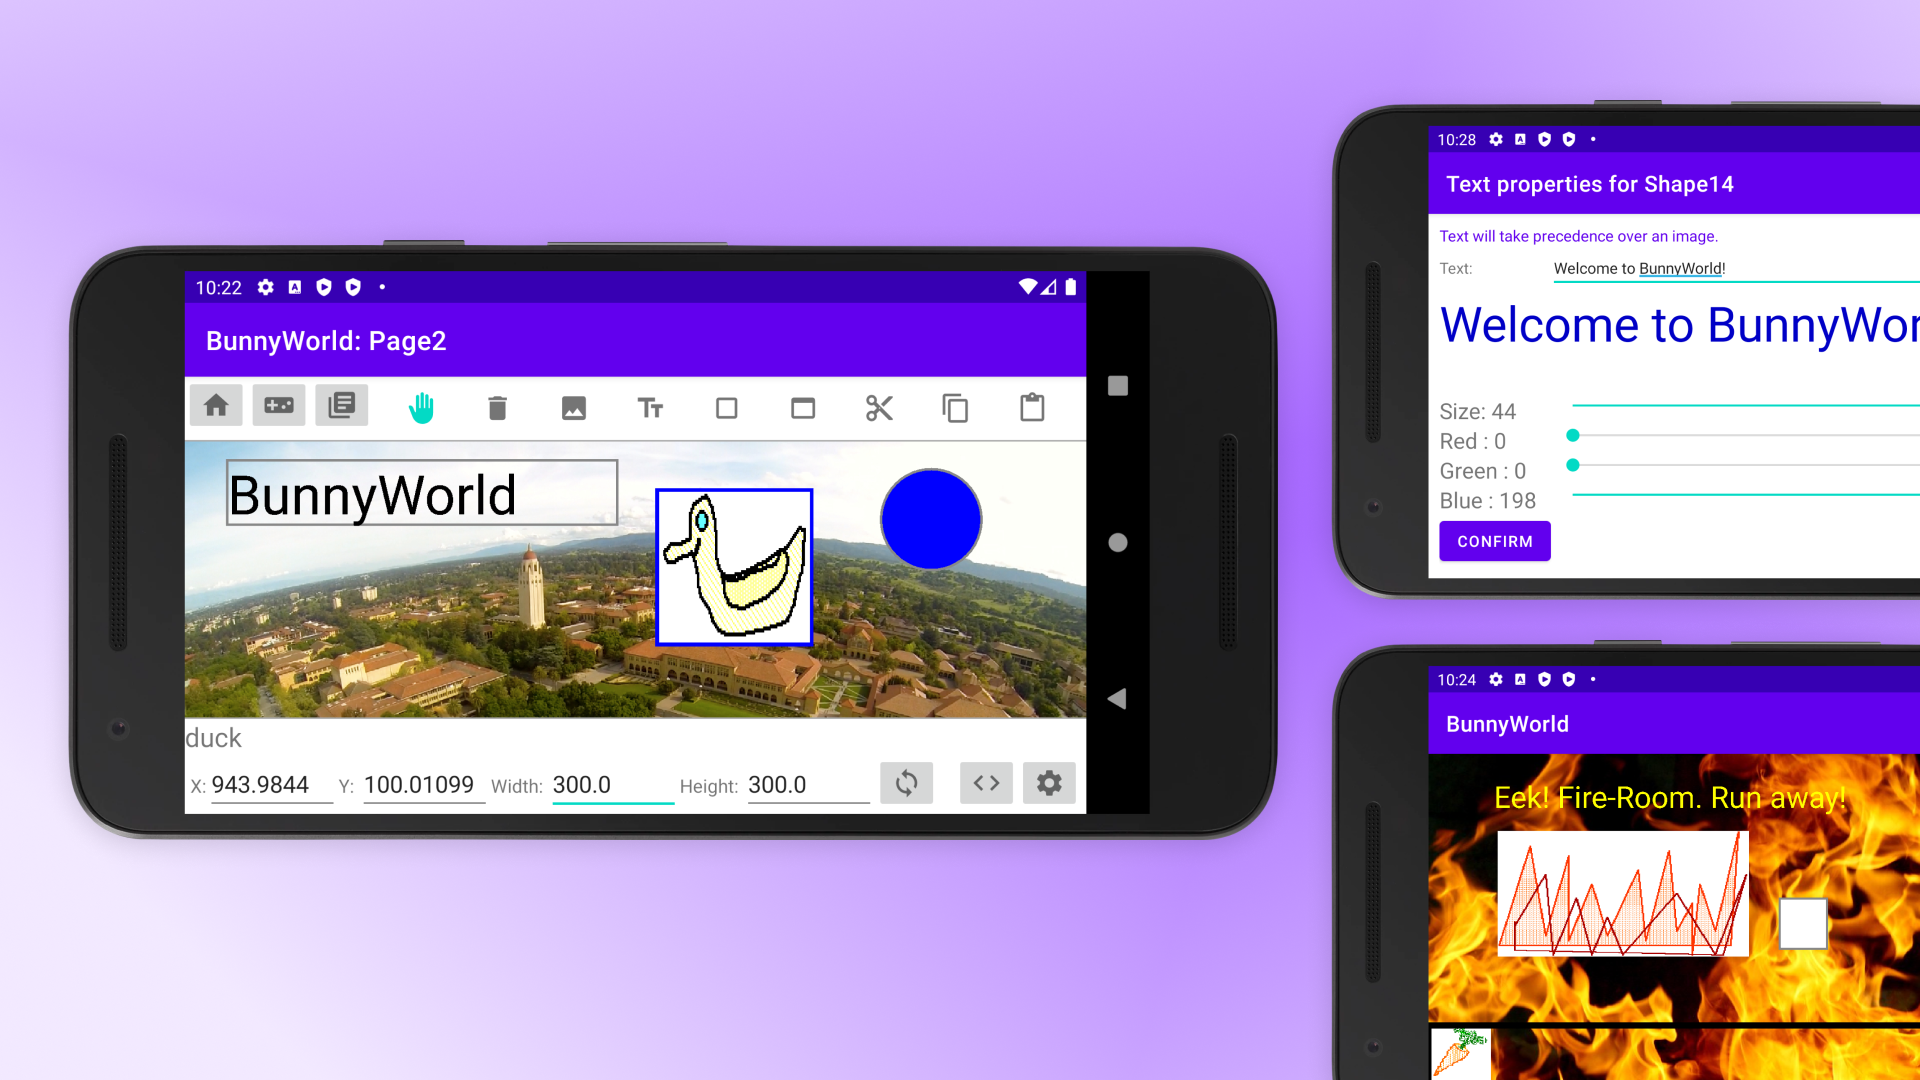 10:22
BunnyWorld: Page2
BunnyWorld
duck
X: 943.9844 Y: 100.01099 Width: 300.0 Height: 300.0
10:28
Text properties for Shape14
Text will take precedence over an image.
Text: Welcome to BunnyWorld!
Welcome to BunnyWor
Size: 44
Red : 0
Green : 0
Blue : 198
CONFIRM
10:24
BunnyWorld
Eek! Fire-Room. Run away!